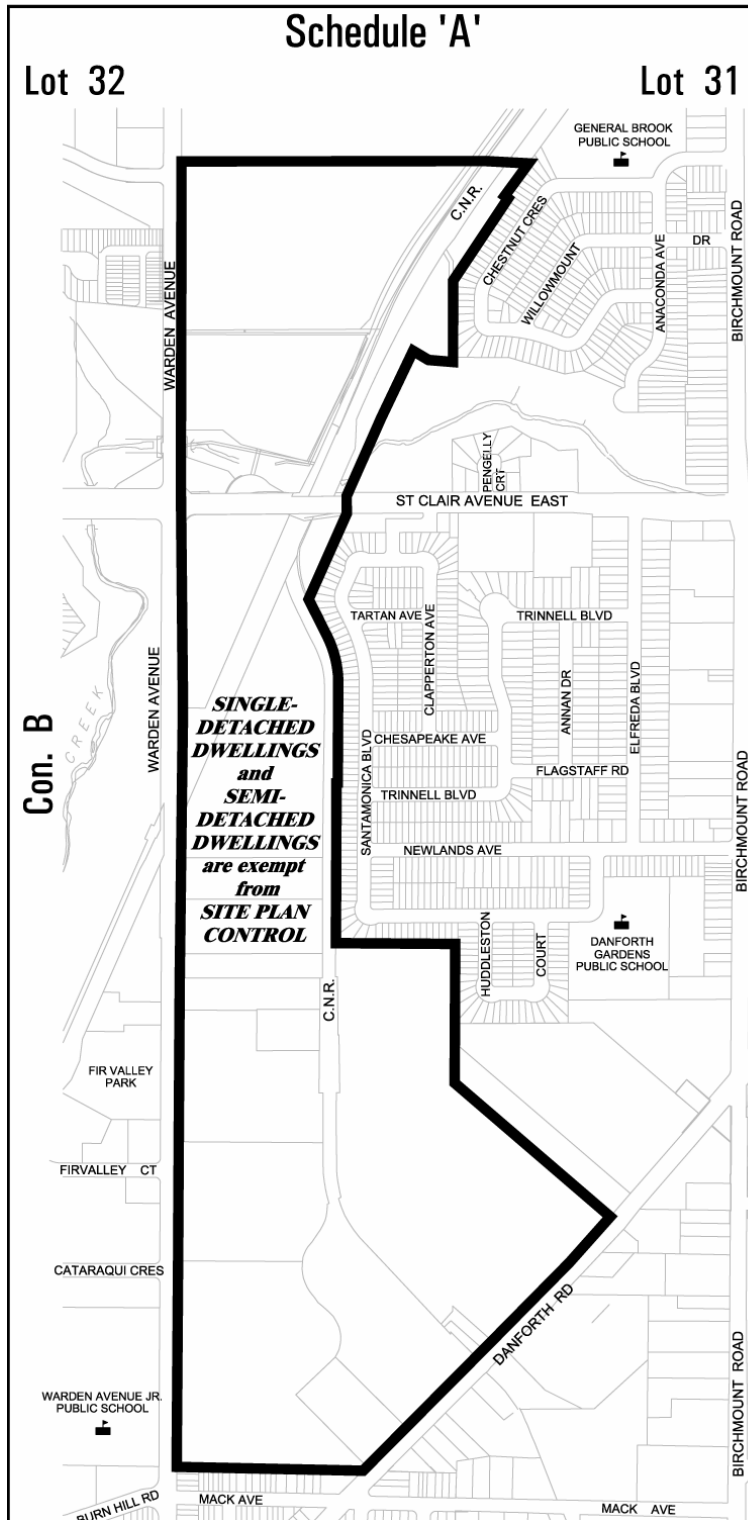 Schedule 'A'
Lot 32
Lot 31
GENERAL BROOK
PUBLIC SCHOOL
C.N.R.
CHESTNUT CRES
WILLOWMOUNT
DR
ANACONDA AVE
BIRCHMOUNT ROAD
WARDEN AVENUE
PENGELLY
CRT
ST CLAIR AVENUE EAST
TARTAN AVE
CLAPPERTON AVE
TRINNELL BLVD
ANNAN DR
ELFREDA BLVD
Con. B
CREEK
WARDEN AVENUE
SINGLE-
DETACHED
DWELLINGS
and
SEMI-
DETACHED
DWELLINGS
are exempt
from
SITE PLAN
CONTROL
SANTAMONICA BLVD
CHESAPEAKE AVE
FLAGSTAFF RD
TRINNELL BLVD
NEWLANDS AVE
BIRCHMOUNT ROAD
HUDDLESTON
COURT
DANFORTH
GARDENS
PUBLIC SCHOOL
C.N.R.
FIR VALLEY
PARK
FIRVALLEY CT
CATARAQUI CRES
DANFORTH RD
BIRCHMOUNT ROAD
WARDEN AVENUE JR.
PUBLIC SCHOOL
BURN HILL RD
MACK AVE
MACK AVE